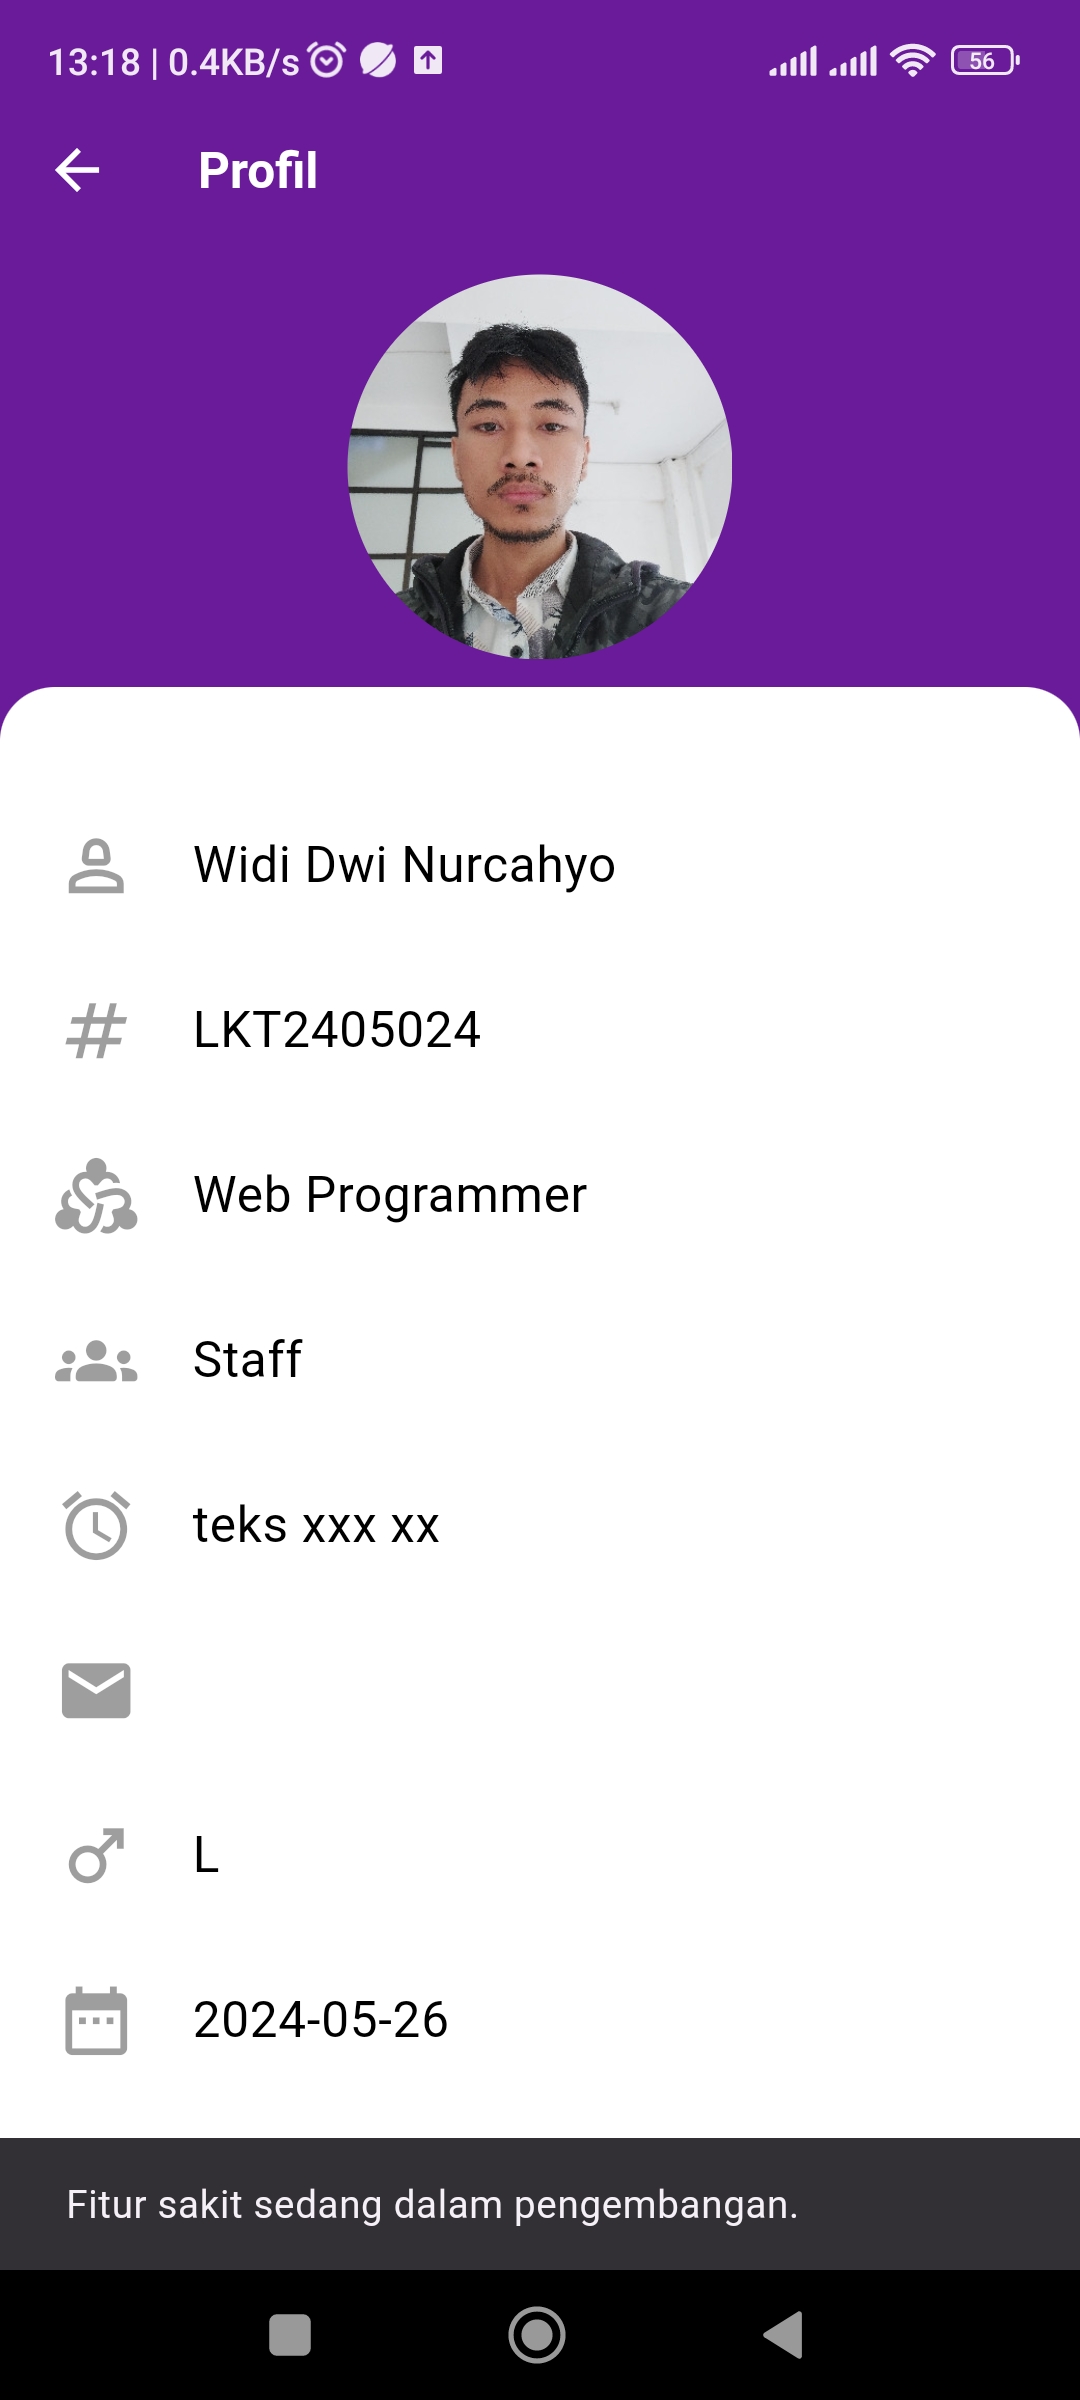 13:18 | 0.4KB/s
56
Profil
Widi Dwi Nurcahyo
LKT2405024
Web Programmer
Staff
teks xxx xx
L
2024-05-26
Fitur sakit sedang dalam pengembangan.